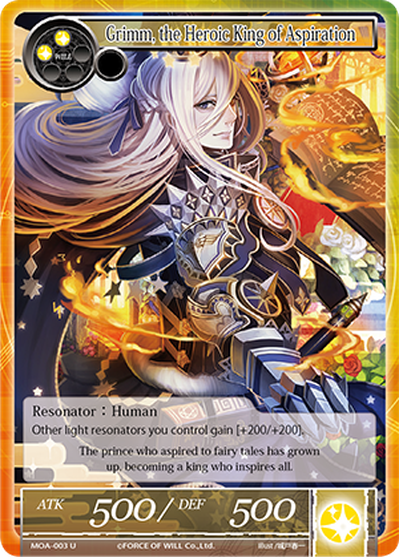 Grimm, the Heroic King of Aspiration
WILL
Resonator : Human
Other light resonators you control gain [+200/+200].
The prince who aspired to fairy tales has grown
up, becoming a king who inspires all.
ATK 500 / DEF 500
MOA-003 U ©FORCE OF WILL Co.,Ltd. Illust/